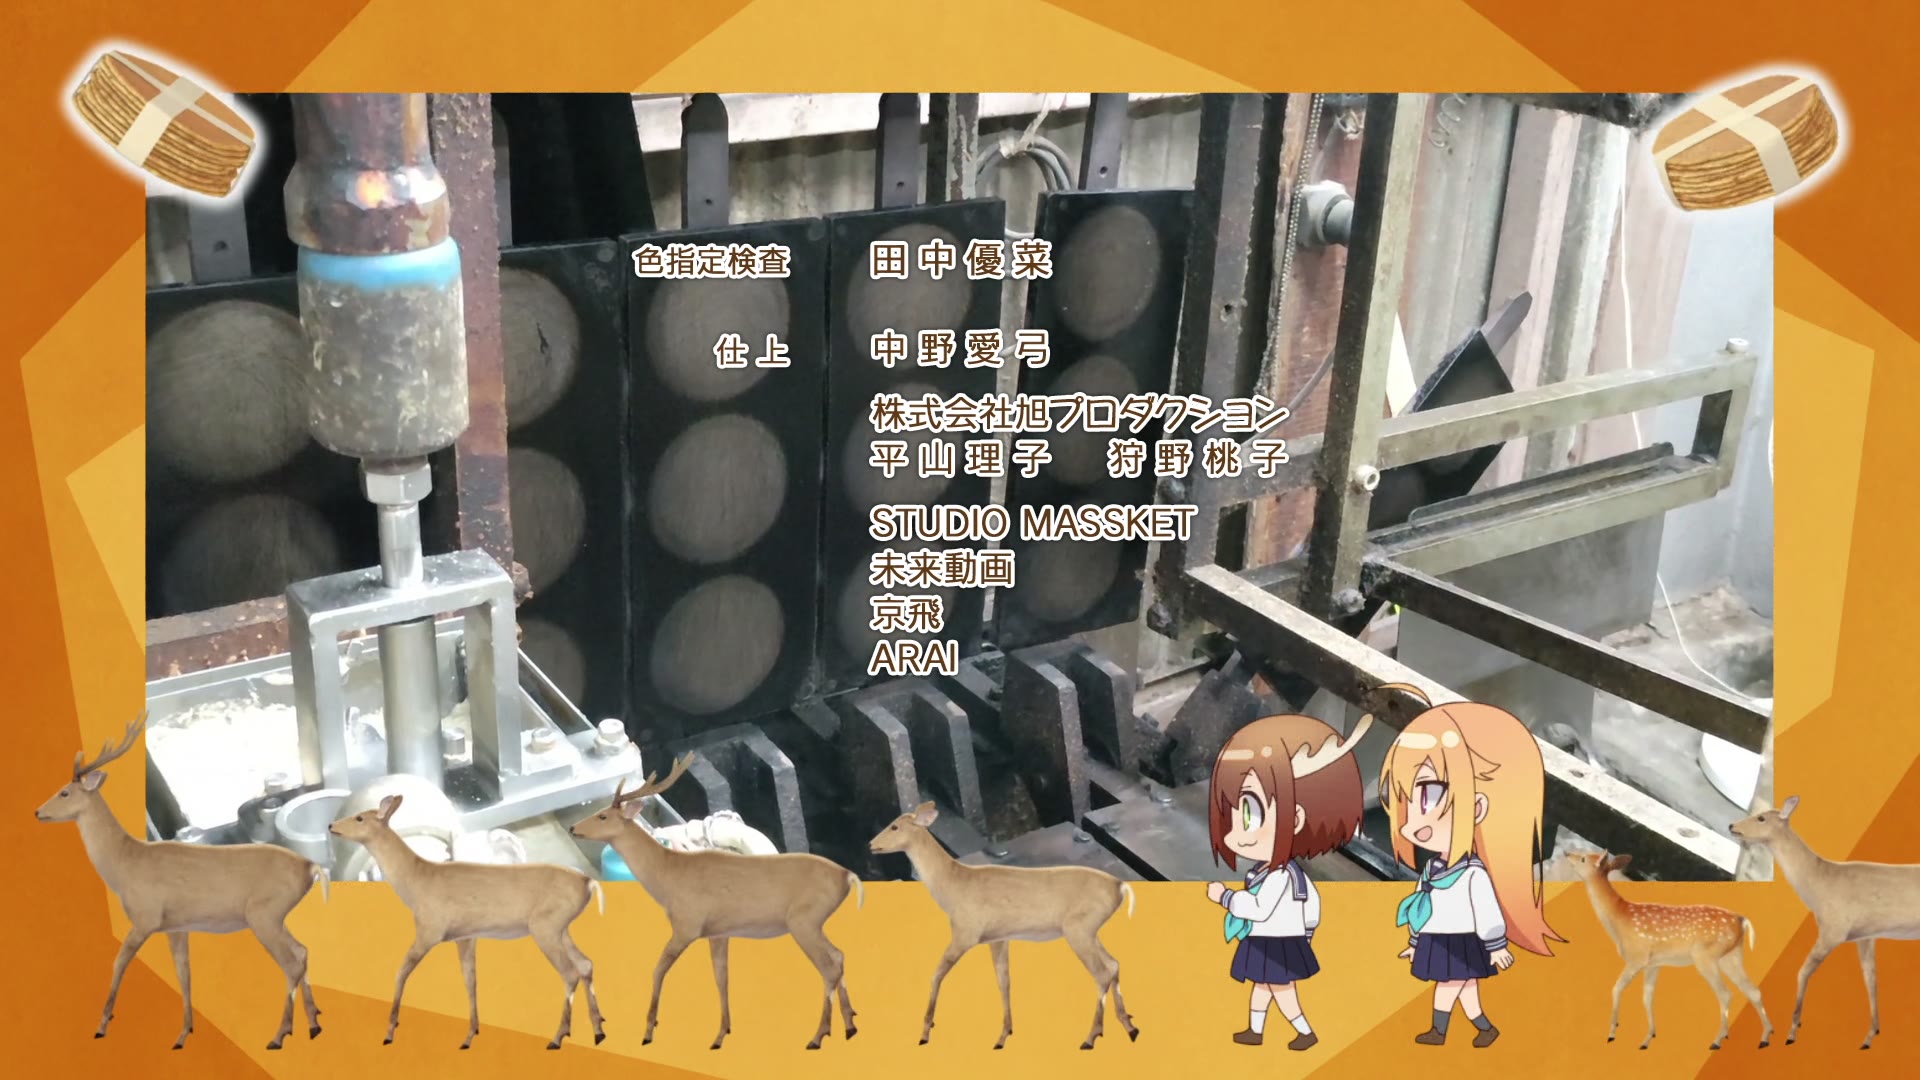 色指定検査 田中優菜
仕上 中野愛弓
株式会社旭プロダクション
平山理子 狩野桃子
STUDIO MASSKET
未来動画
京飛
ARAI